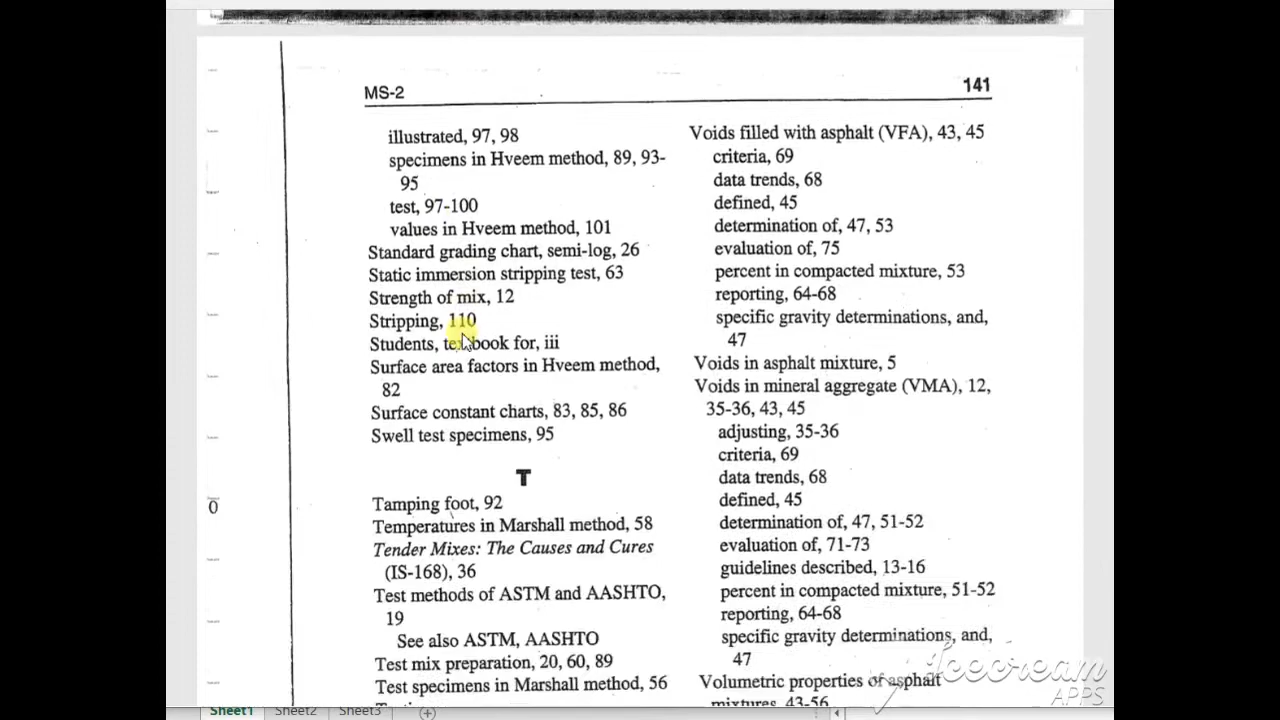 MS-2
141
illustrated, 97, 98
specimens in Hveem method, 89, 93-
95
test, 97-100
values in Hveem method, 101
Standard grading chart, semi-log, 26
Static immersion stripping test, 63
Strength of mix, 12
Stripping, 110
Students, textbook for, iii
Surface area factors in Hveem method,
82
Surface constant charts, 83, 85, 86
Swell test specimens, 95
T
Tamping foot, 92
Temperatures in Marshall method, 58
Tender Mixes: The Causes and Cures
(IS-168), 36
Test methods of ASTM and AASHTO,
19
See also ASTM, AASHTO
Test mix preparation, 20, 60, 89
Test specimens in Marshall method, 56
Voids filled with asphalt (VFA), 43, 45
criteria, 69
data trends, 68
defined, 45
determination of, 47, 53
evaluation of, 75
percent in compacted mixture, 53
reporting, 64-68
specific gravity determinations, and,
47
Voids in asphalt mixture, 5
Voids in mineral aggregate (VMA), 12,
35-36, 43, 45
adjusting, 35-36
criteria, 69
data trends, 68
defined, 45
determination of, 47, 51-52
evaluation of, 71-73
guidelines described, 13-16
percent in compacted mixture, 51-52
reporting, 64-68
specific gravity determinations, and,
47
Volumetric properties of asphalt
mixtures, 43-56
0
Sheet1 Sheet2 Sheet3
Icecream
APPS